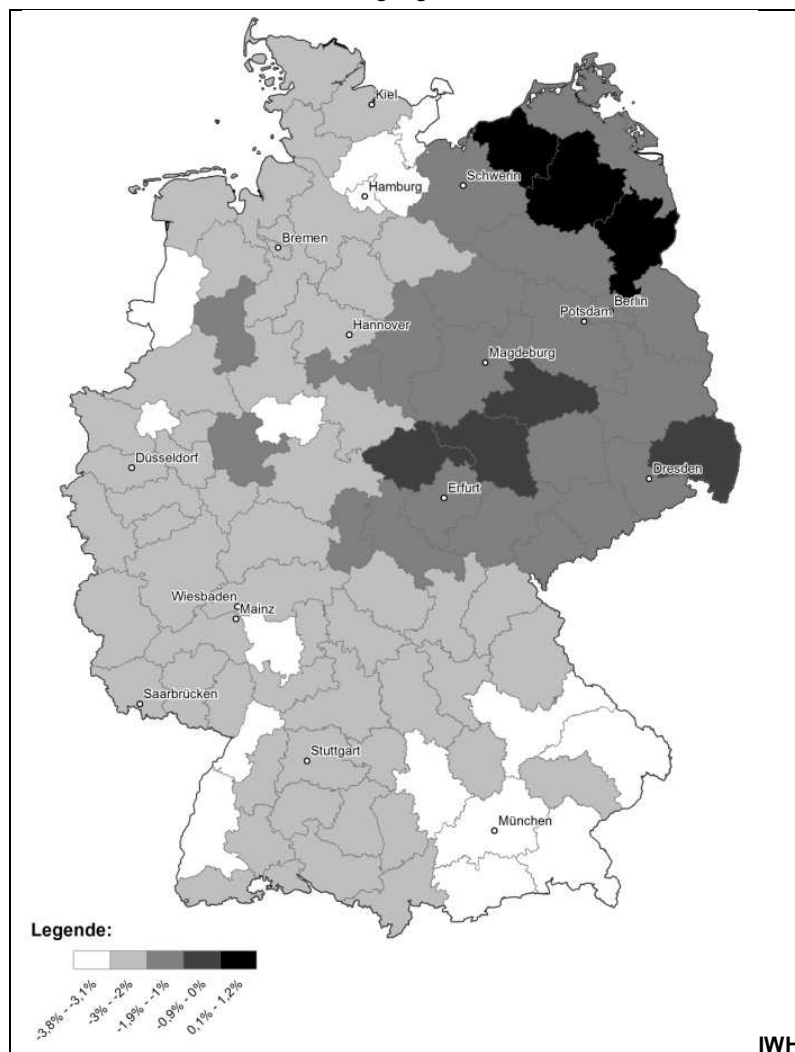 Kiel
Schwerin
Hamburg
Bremen
Berlin
Potsdam
Hannover
Magdeburg
Düsseldorf
Dresden
Erfurt
Wiesbaden
Mainz
Saarbrücken
Stuttgart
München
Legende:
-3,8% - -3,1%
-3% - -2%
-1,9% - -1%
-0,9% - 0%
0,1% - 1,2%
IWH